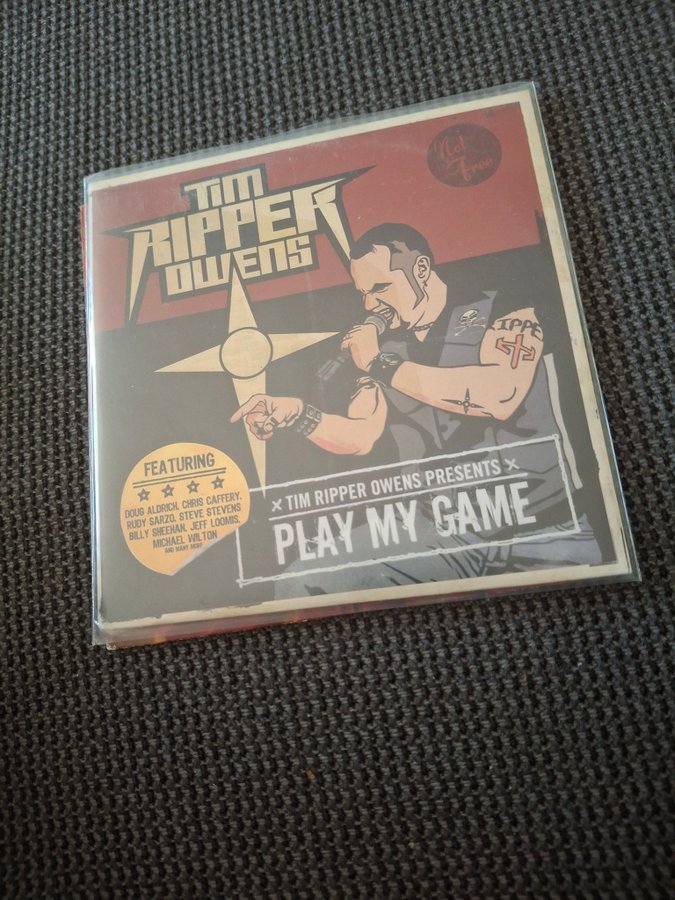 Not
Free
TIM
RIPPER
OWENS
RIPPE
FEATURING
DOUG ALDRICH, CHRIS CAFFERY,
RUDY SARZO, STEVE STEVENS
BILLY SHEEHAN, JEFF LOOMIS,
MICHAEL WILTON
AND MANY MORE
TIM RIPPER OWENS PRESENTS
PLAY MY GAME